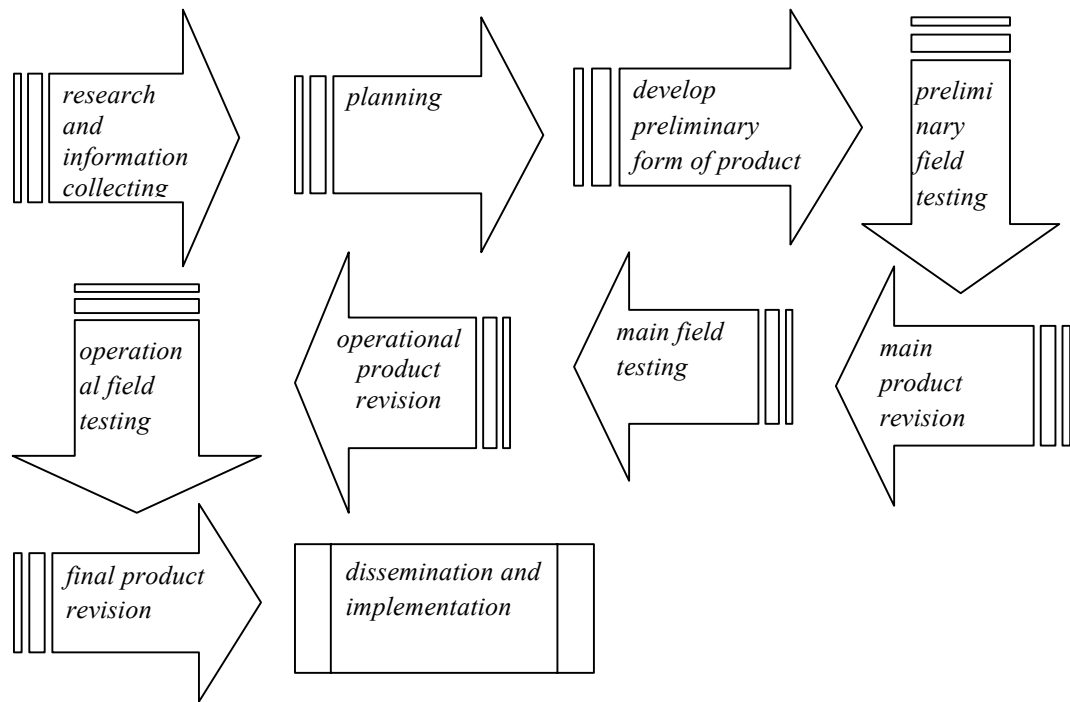 research
and
information
collecting
planning
develop
preliminary
form of product
prelimi
nary
field
testing
main
product
revision
main field
testing
operational
product
revision
operation
al field
testing
final product
revision
dissemination and
implementation